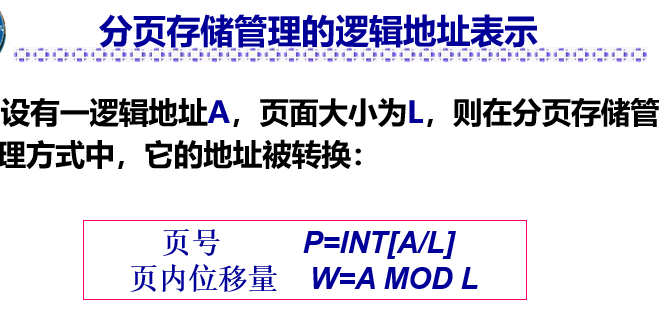 分页存储管理的逻辑地址表示
设有一逻辑地址A，页面大小为L，则在分页存储管
理方式中，它的地址被转换：
页号 P=INT[A/L]
页内位移量 W=A MOD L